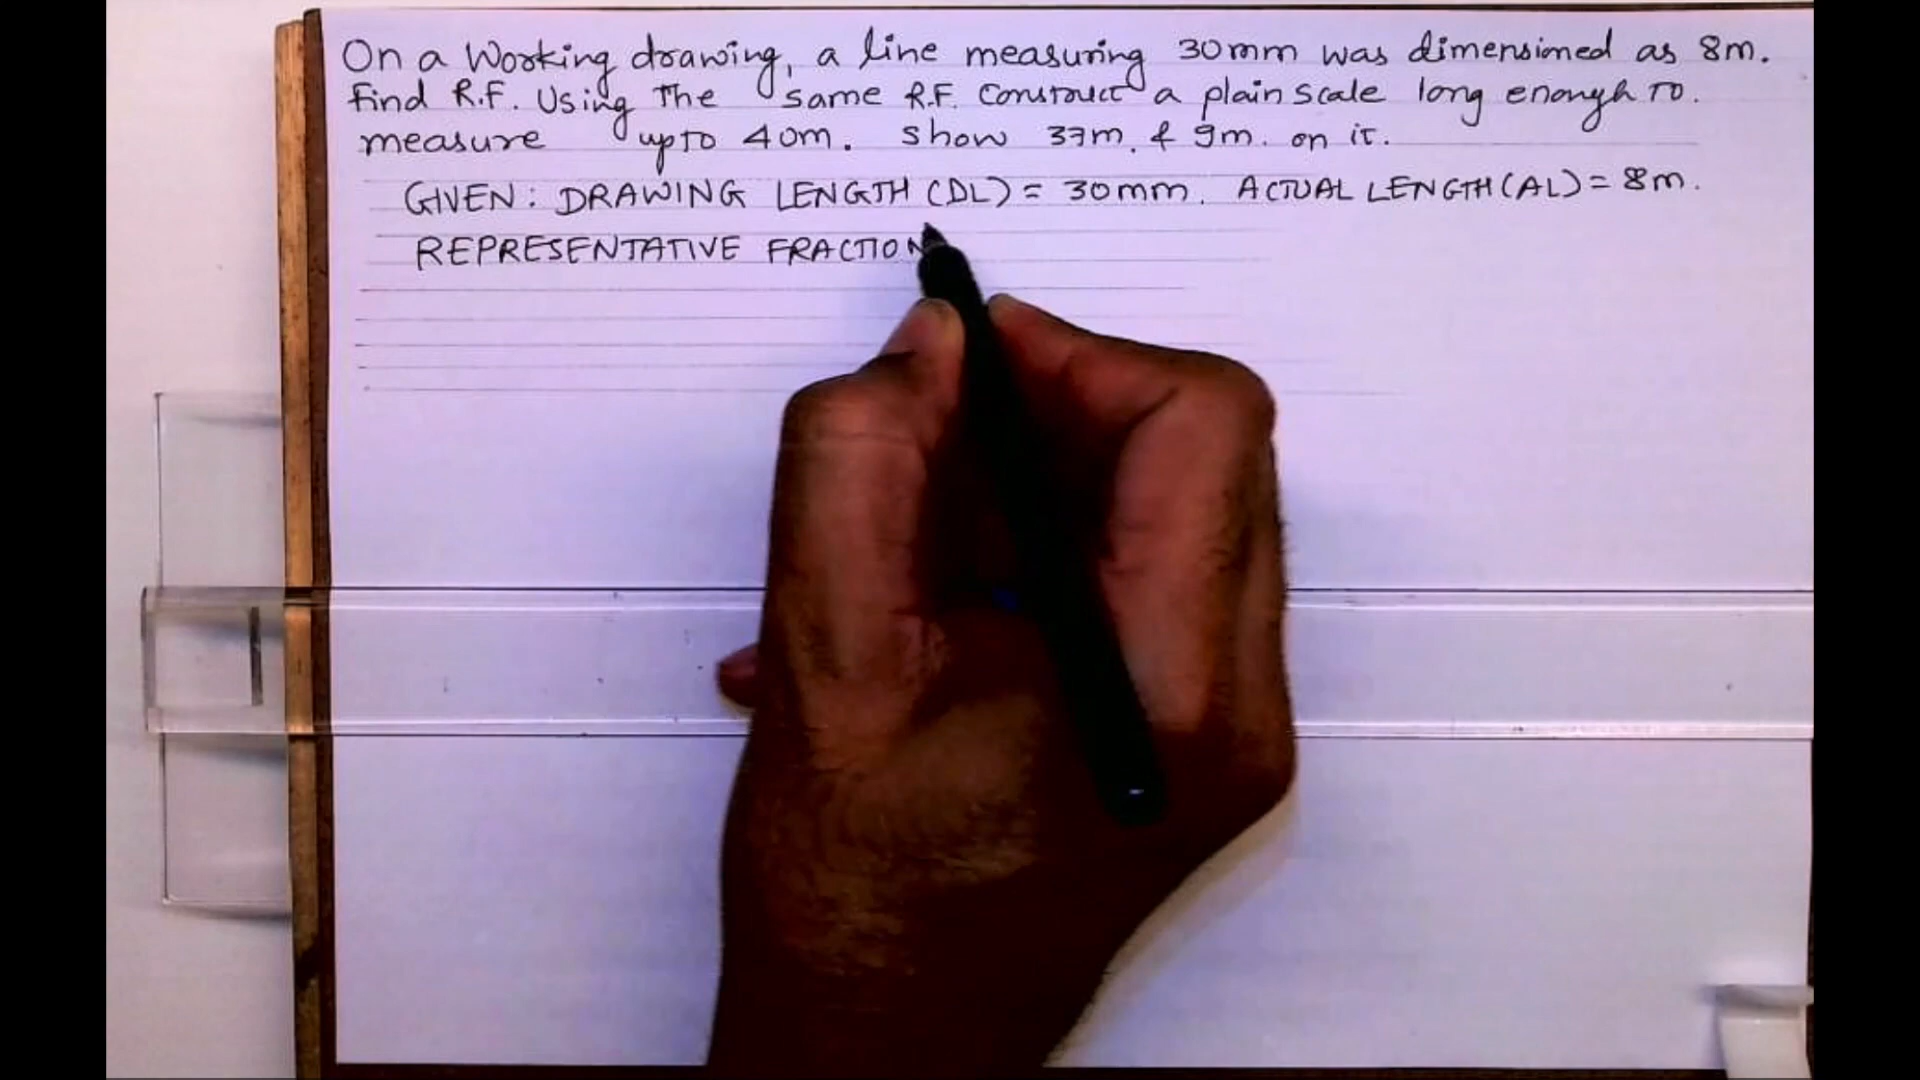 On a Working drawing, a line measuring 30mm was dimensioned as 8m.
find R.F. Using The same R.F. Construct a plain scale long enough to.
measure upto 40m. show 37m. & 9m. on it.
GIVEN: DRAWING LENGTH (DL) = 30mm. ACTUAL LENGTH (AL) = 8m.
REPRESENTATIVE FRACTION